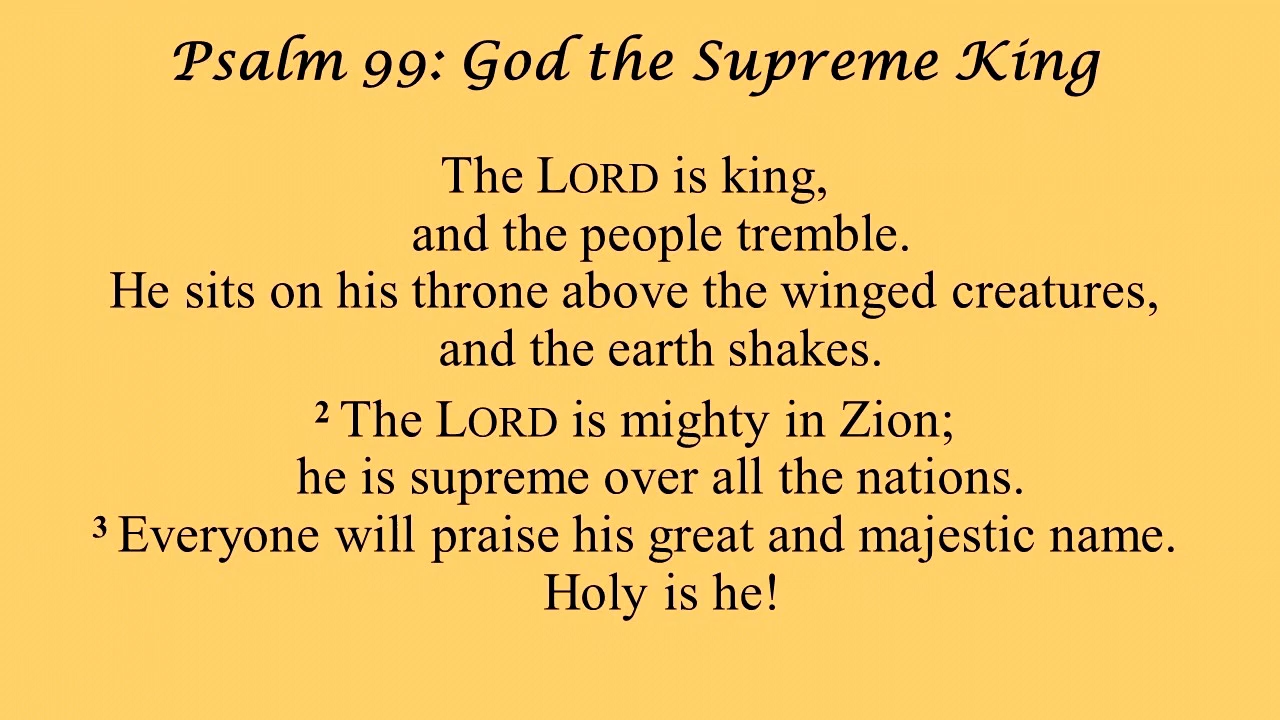 Psalm 99: God the Supreme King
The LORD is king,
and the people tremble.
He sits on his throne above the winged creatures,
and the earth shakes.
² The LORD is mighty in Zion;
he is supreme over all the nations.
³ Everyone will praise his great and majestic name.
Holy is he!